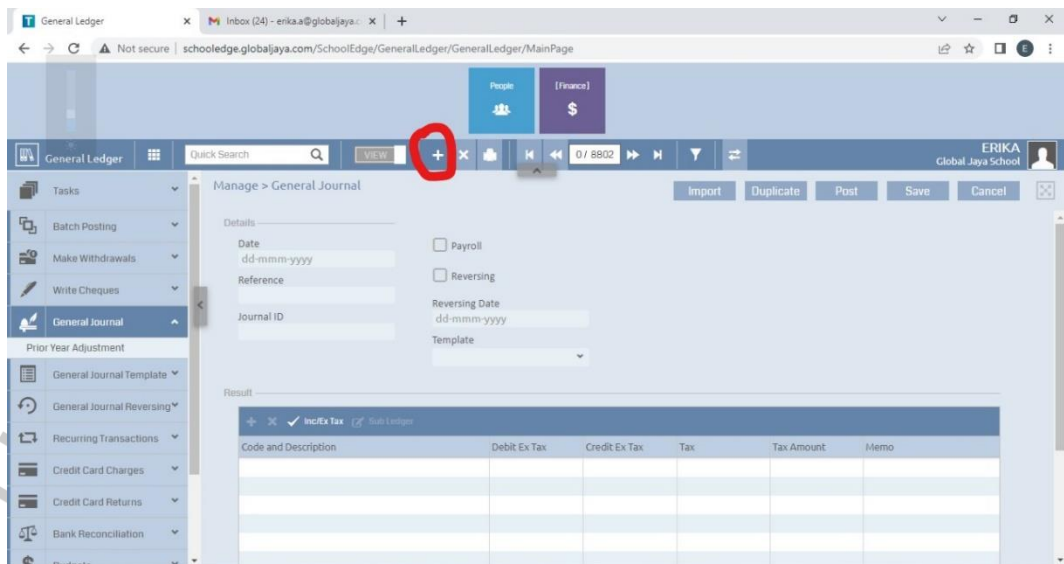 General Ledger
Inbox (24) - erika.a@globaljaya.c
Not secure | schooledge.globaljaya.com/SchoolEdge/GeneralLedger/GeneralLedger/MainPage
E
People
[Finance]
General Ledger
Quick Search
VIEW
0 / 8802
ERIKA
Global Jaya School
Tasks
Batch Posting
Make Withdrawals
Write Cheques
General Journal
Prior Year Adjustment
General Journal Template
General Journal Reversing
Recurring Transactions
Credit Card Charges
Credit Card Returns
Bank Reconciliation
Manage > General Journal
Import Duplicate Post Save Cancel
Details
Date
dd-mmm-yyyy
Reference
Journal ID
Payroll
Reversing
Reversing Date
dd-mmm-yyyy
Template
Result
Inc/Ex Tax Sub Ledger
Code and Description Debit Ex Tax Credit Ex Tax Tax Tax Amount Memo